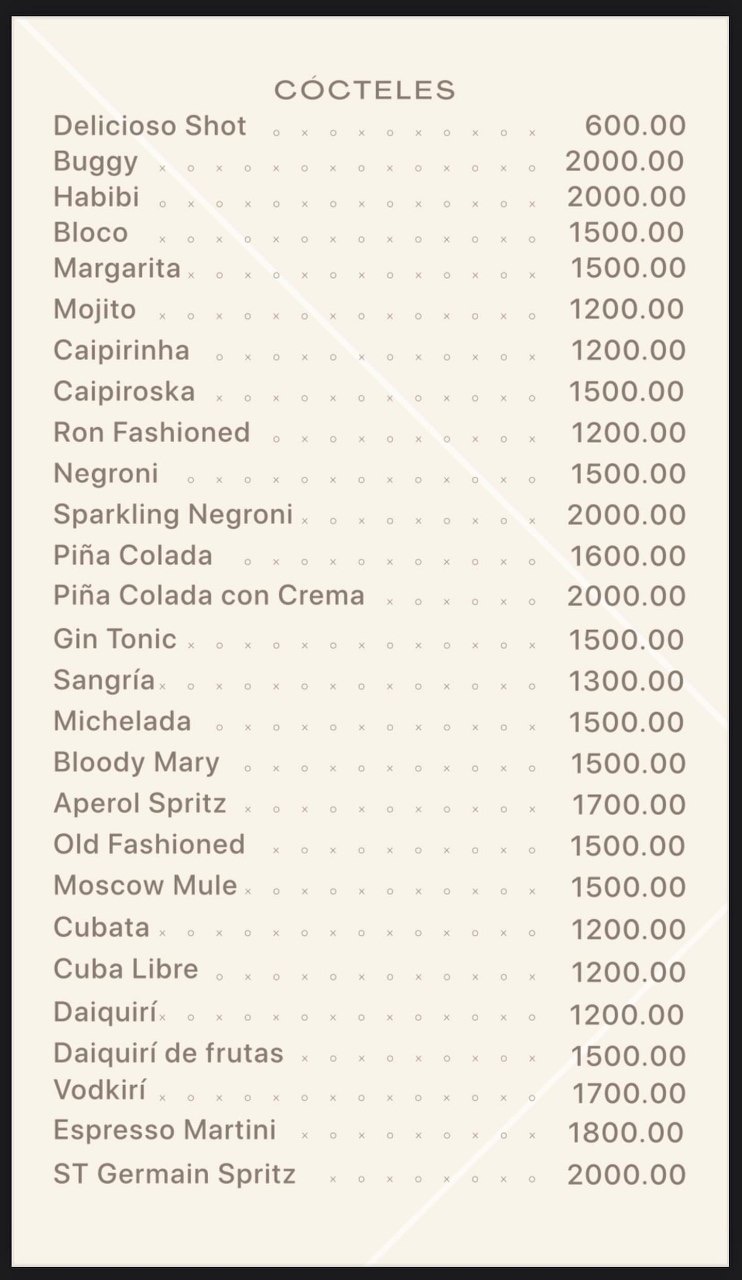 CÓCTELES
Delicioso Shot 600.00
Buggy 2000.00
Habibi 2000.00
Bloco 1500.00
Margarita 1500.00
Mojito 1200.00
Caipirinha 1200.00
Caipiroska 1500.00
Ron Fashioned 1200.00
Negroni 1500.00
Sparkling Negroni 2000.00
Piña Colada 1600.00
Piña Colada con Crema 2000.00
Gin Tonic 1500.00
Sangría 1300.00
Michelada 1500.00
Bloody Mary 1500.00
Aperol Spritz 1700.00
Old Fashioned 1500.00
Moscow Mule 1500.00
Cubata 1200.00
Cuba Libre 1200.00
Daiquirí 1200.00
Daiquirí de frutas 1500.00
Vodkirí 1700.00
Espresso Martini 1800.00
ST Germain Spritz 2000.00